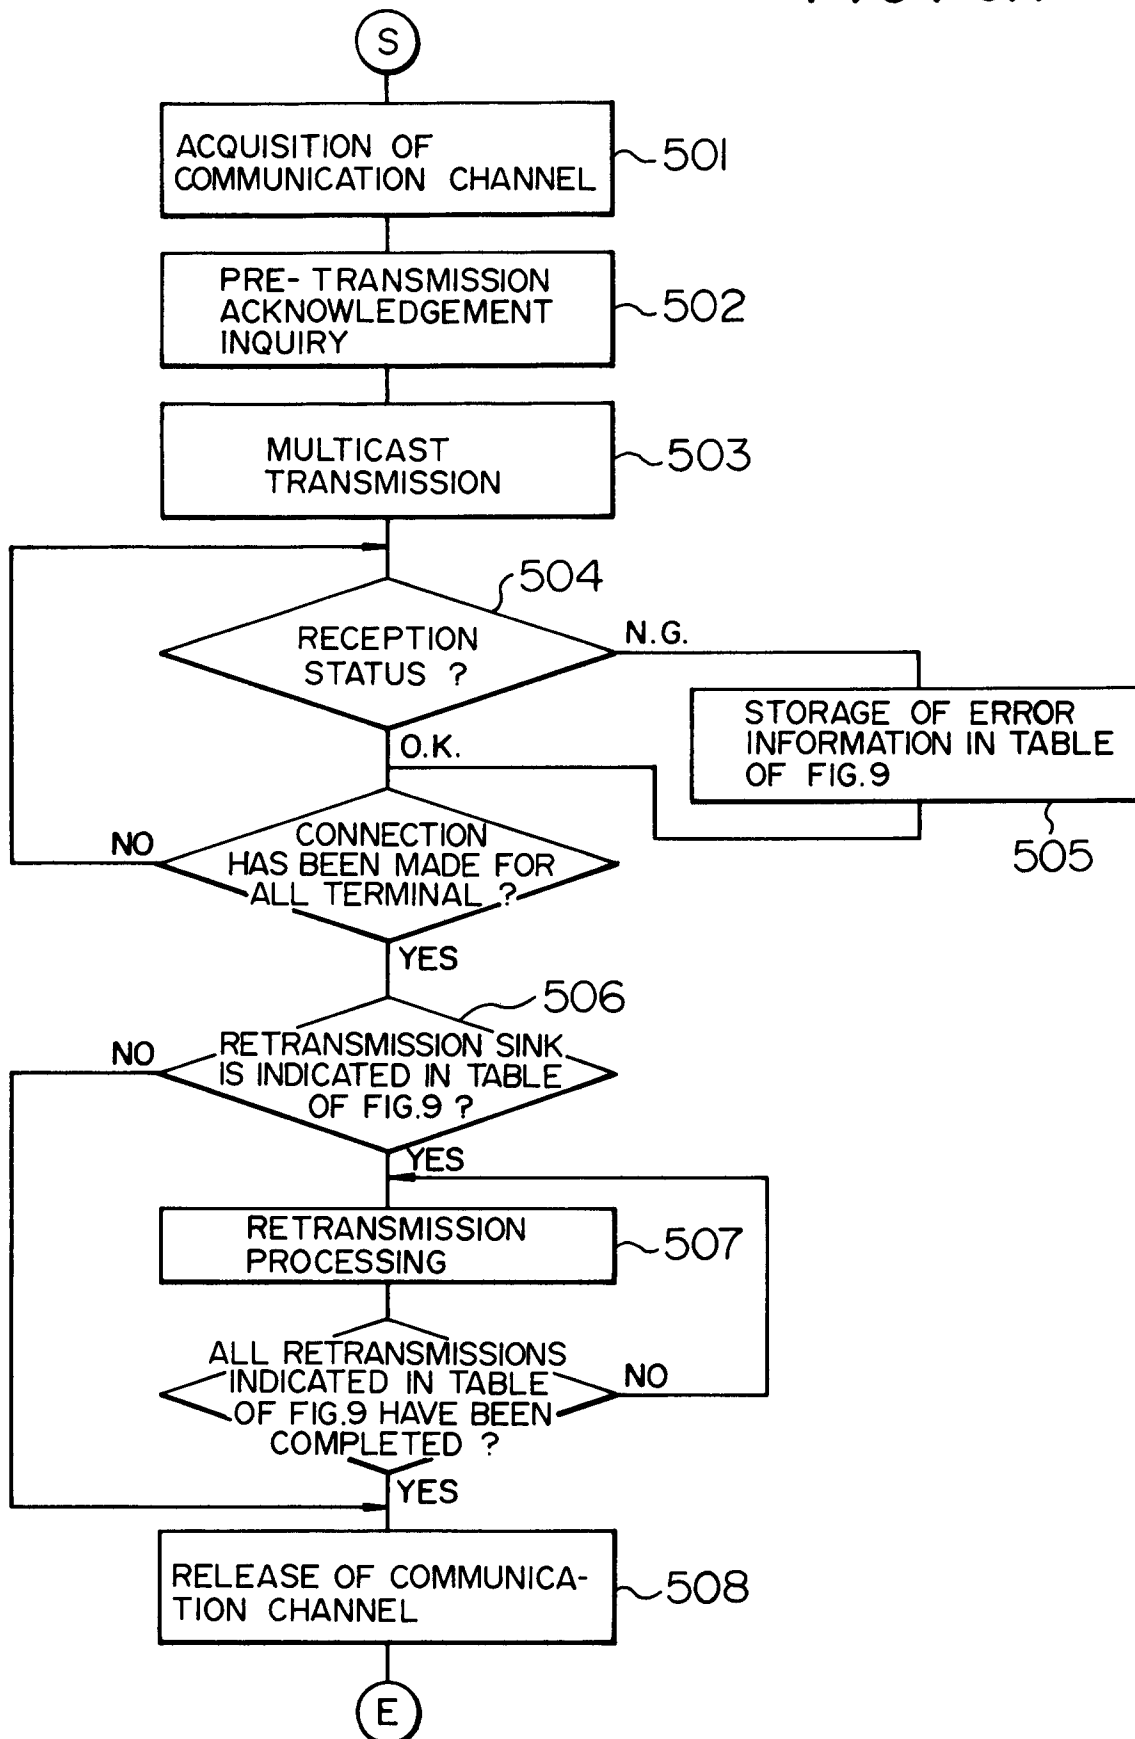 S
ACQUISITION OF
COMMUNICATION CHANNEL
501
PRE- TRANSMISSION
ACKNOWLEDGEMENT
INQUIRY
502
MULTICAST
TRANSMISSION
503
504
RECEPTION
STATUS ?
N.G.
O.K.
STORAGE OF ERROR
INFORMATION IN TABLE
OF FIG.9
505
CONNECTION
HAS BEEN MADE FOR
ALL TERMINAL ?
NO
YES
506
RETRANSMISSION SINK
IS INDICATED IN TABLE
OF FIG.9 ?
NO
YES
RETRANSMISSION
PROCESSING
507
ALL RETRANSMISSIONS
INDICATED IN TABLE
OF FIG.9 HAVE BEEN
COMPLETED ?
NO
YES
RELEASE OF COMMUNICA-
TION CHANNEL
508
E